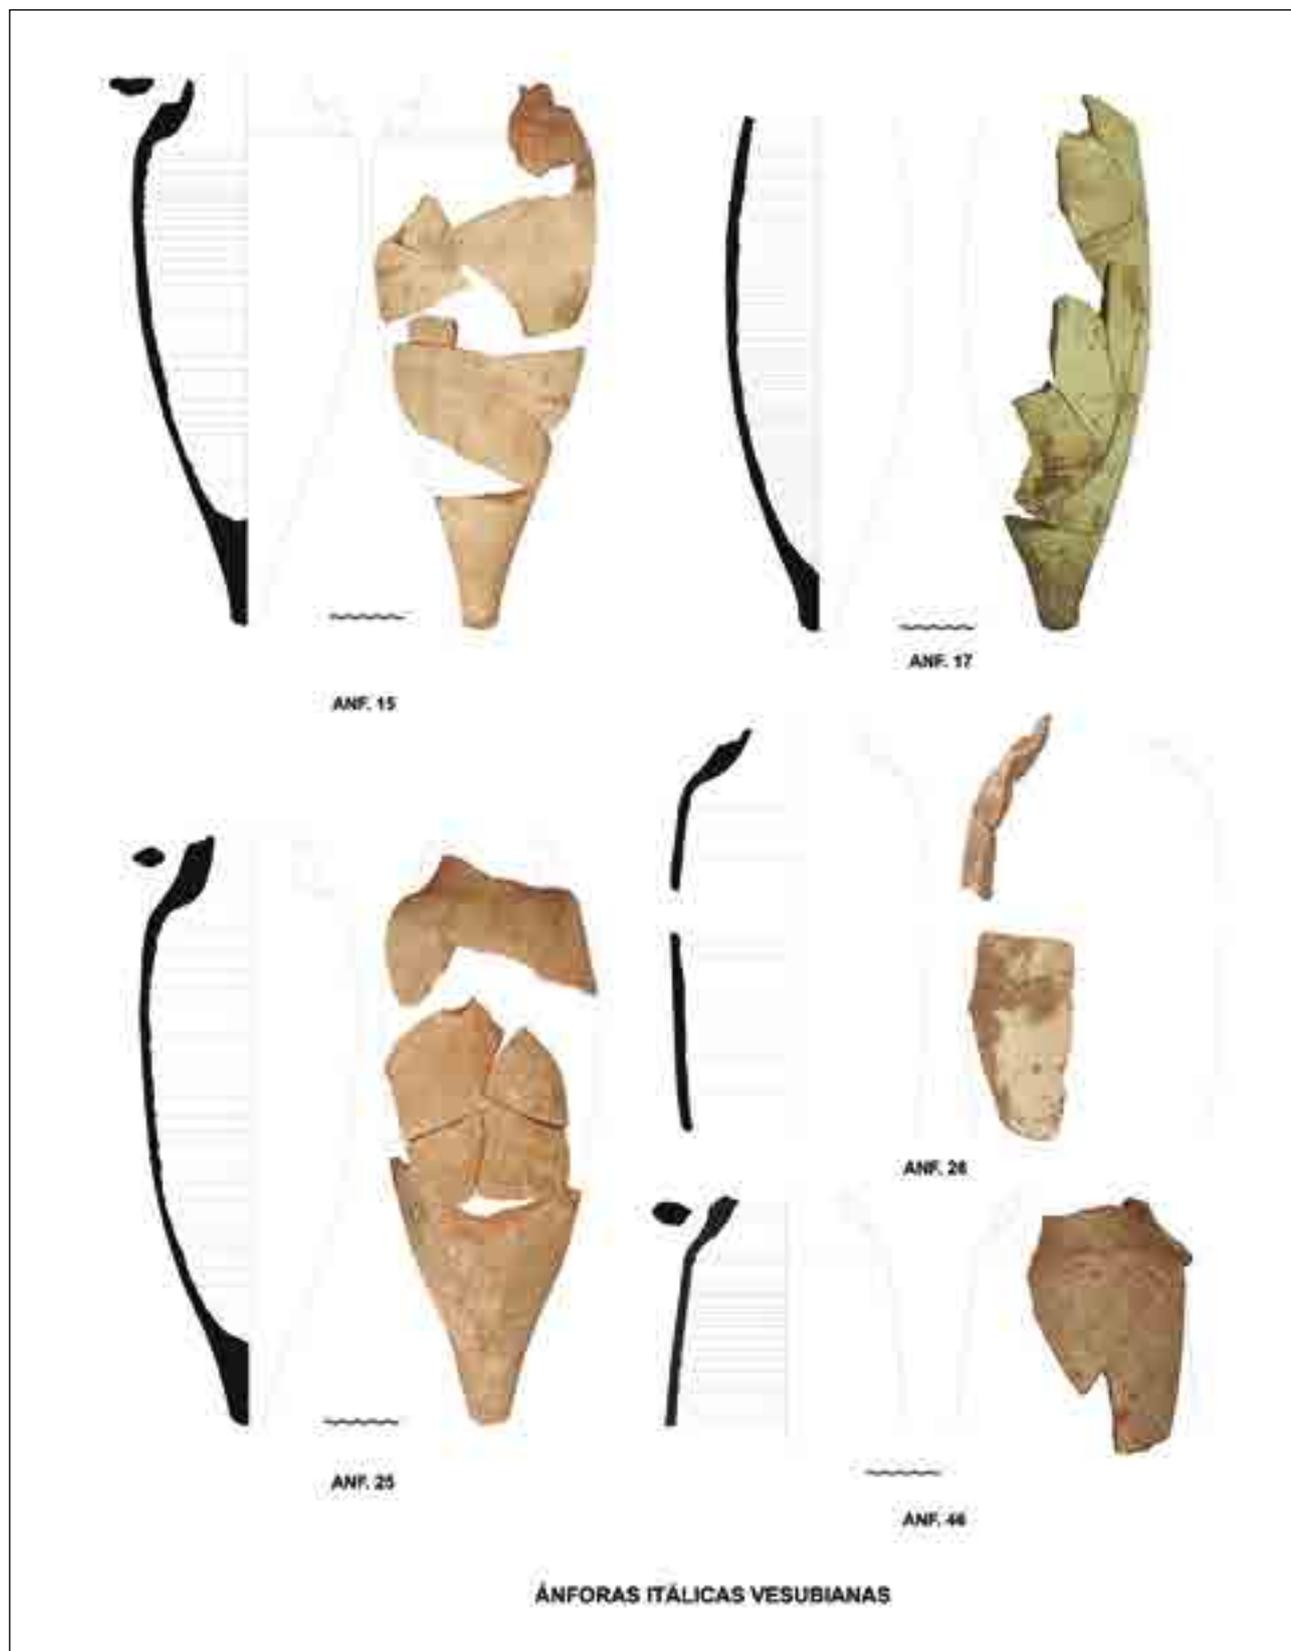 ANF. 15
ANF. 17
ANF. 26
ANF. 25
ANF. 46
ÁNFORAS ITÁLICAS VESUBIANAS